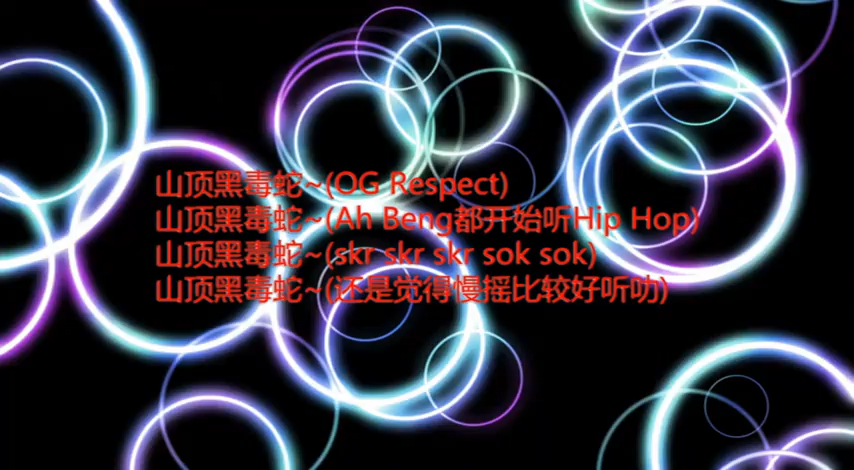 山顶黑毒蛇~(OG Respect)
山顶黑毒蛇~(Ah Beng都开始听Hip Hop)
山顶黑毒蛇~(skr skr skr sok sok)
山顶黑毒蛇~(还是觉得慢摇比较好听叻)